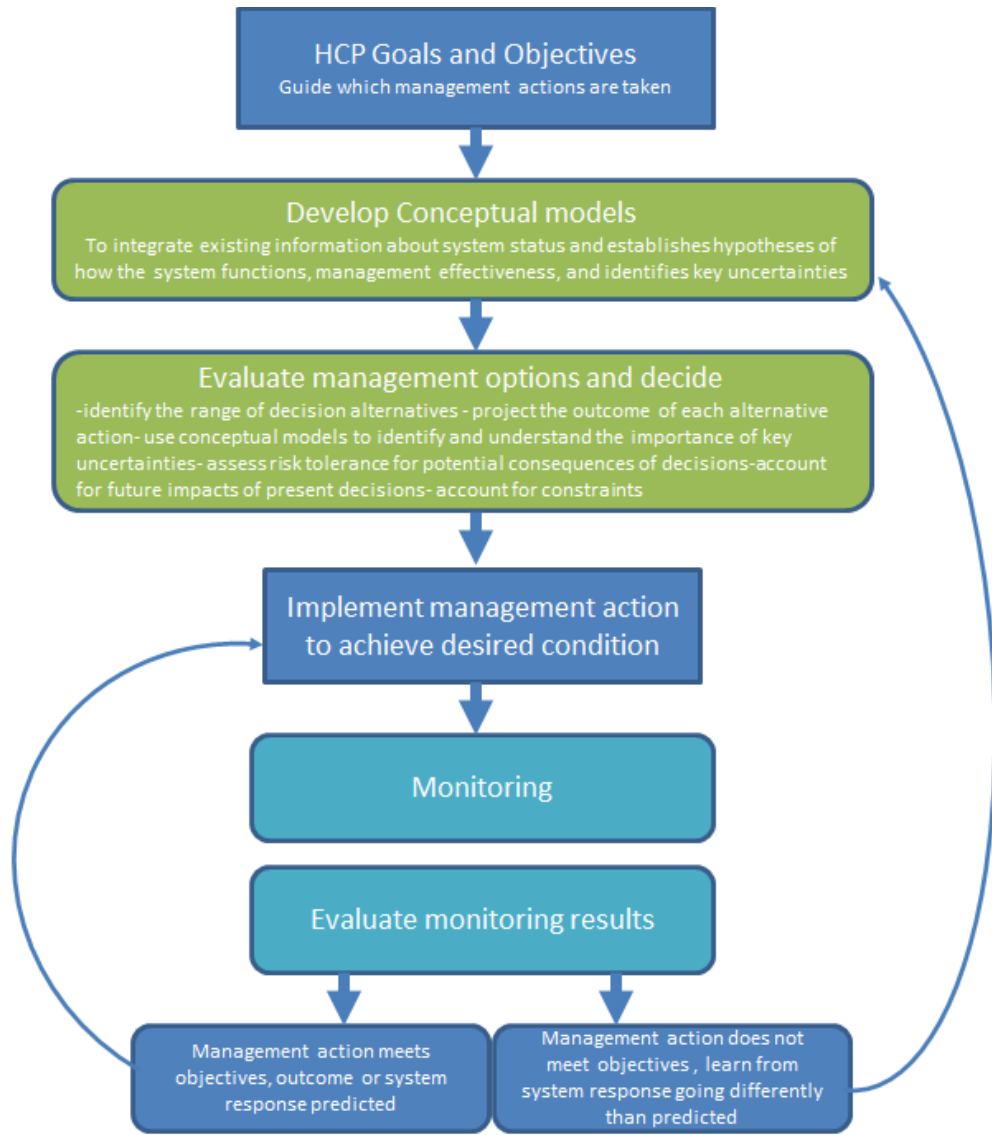 HCP Goals and Objectives
Guide which management actions are taken
Develop Conceptual models
To integrate existing information about system status and establishes hypotheses of
how the system functions, management effectiveness, and identifies key uncertainties
Evaluate management options and decide
-identify the range of decision alternatives - project the outcome of each alternative
action- use conceptual models to identify and understand the importance of key
uncertainties- assess risk tolerance for potential consequences of decisions-account
for future impacts of present decisions- account for constraints
Implement management action
to achieve desired condition
Monitoring
Evaluate monitoring results
Management action meets
objectives, outcome or system
response predicted
Management action does not
meet objectives , learn from
system response going differently
than predicted